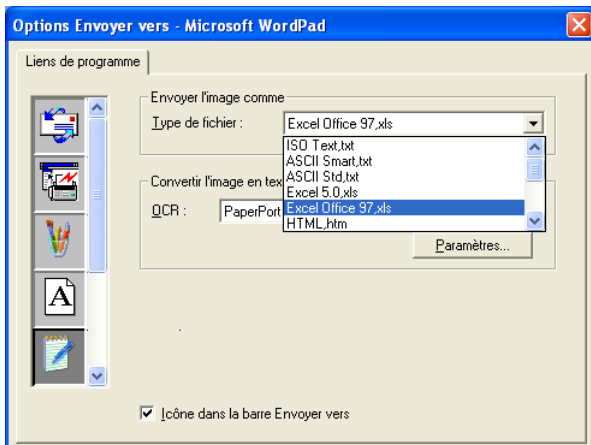 Options Envoyer vers - Microsoft WordPad
Liens de programme
Envoyer l'image comme
Type de fichier :
Excel Office 97,xls
ISO Text,txt
ASCII Smart,txt
ASCII Std,txt
Excel 5.0,xls
Excel Office 97,xls
HTML,htm
Convertir l'image en tex
OCR :
PaperPort
Paramètres...
A
Icône dans la barre Envoyer vers